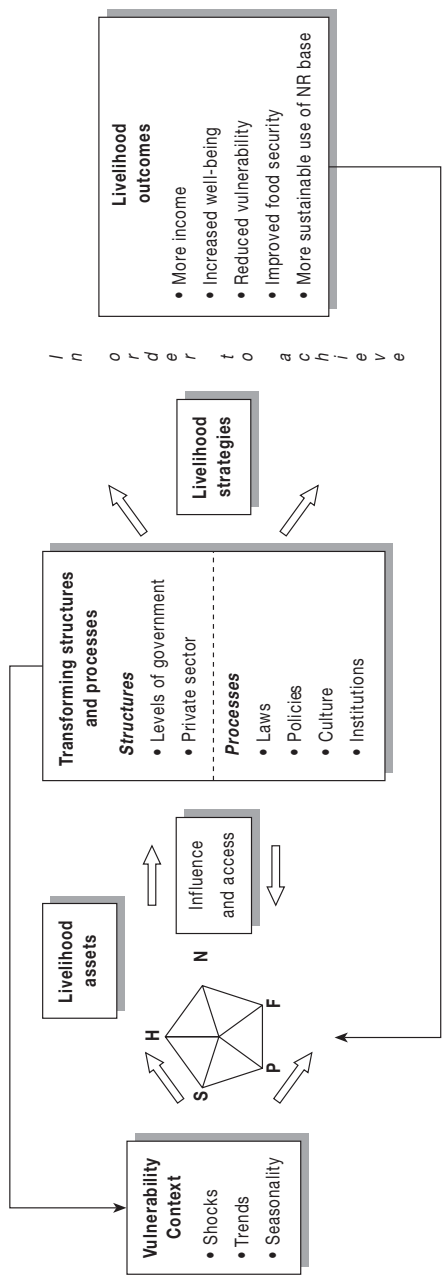 Vulnerability
Context
• Shocks
• Trends
• Seasonality
Livelihood
assets
H
S
N
P
F
Influence
and access
Transforming structures
and processes
Structures
• Levels of government
• Private sector
Processes
• Laws
• Policies
• Culture
• Institutions
Livelihood
strategies
In order to achieve
Livelihood
outcomes
• More income
• Increased well-being
• Reduced vulnerability
• Improved food security
• More sustainable use of NR base